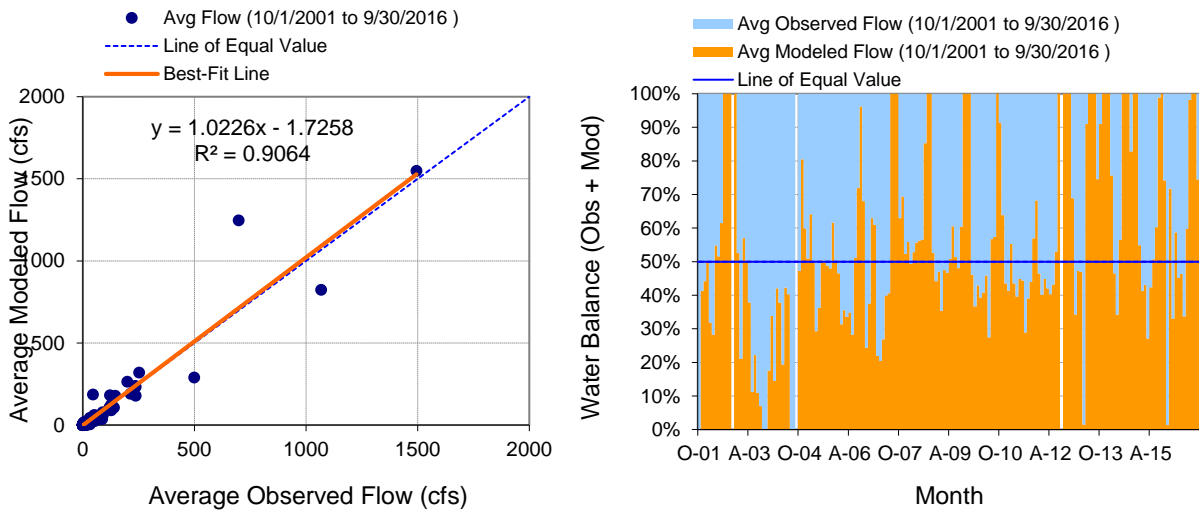 Avg Flow (10/1/2001 to 9/30/2016 )
Line of Equal Value
Best-Fit Line
2000
1500
1000
500
0
y = 1.0226x - 1.7258
R² = 0.9064
0 500 1000 1500 2000
Average Modeled Flow (cfs)
Average Observed Flow (cfs)
Avg Observed Flow (10/1/2001 to 9/30/2016 )
Avg Modeled Flow (10/1/2001 to 9/30/2016 )
Line of Equal Value
100%
90%
80%
70%
60%
50%
40%
30%
20%
10%
0%
O-01 A-03 O-04 A-06 O-07 A-09 O-10 A-12 O-13 A-15
Water Balance (Obs + Mod)
Month